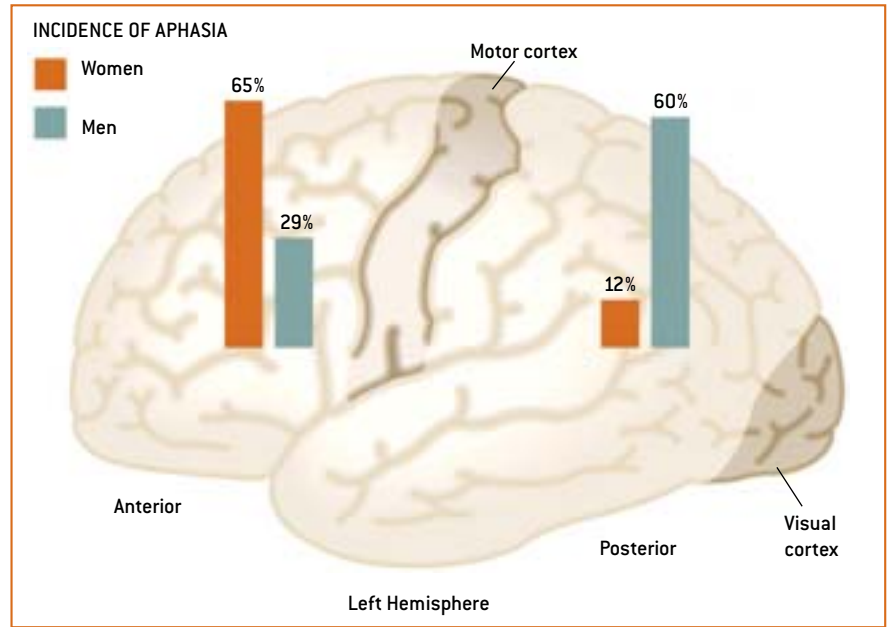 INCIDENCE OF APHASIA
Women
Men
Motor cortex
65%
29%
60%
12%
Anterior
Posterior
Visual
cortex
Left Hemisphere